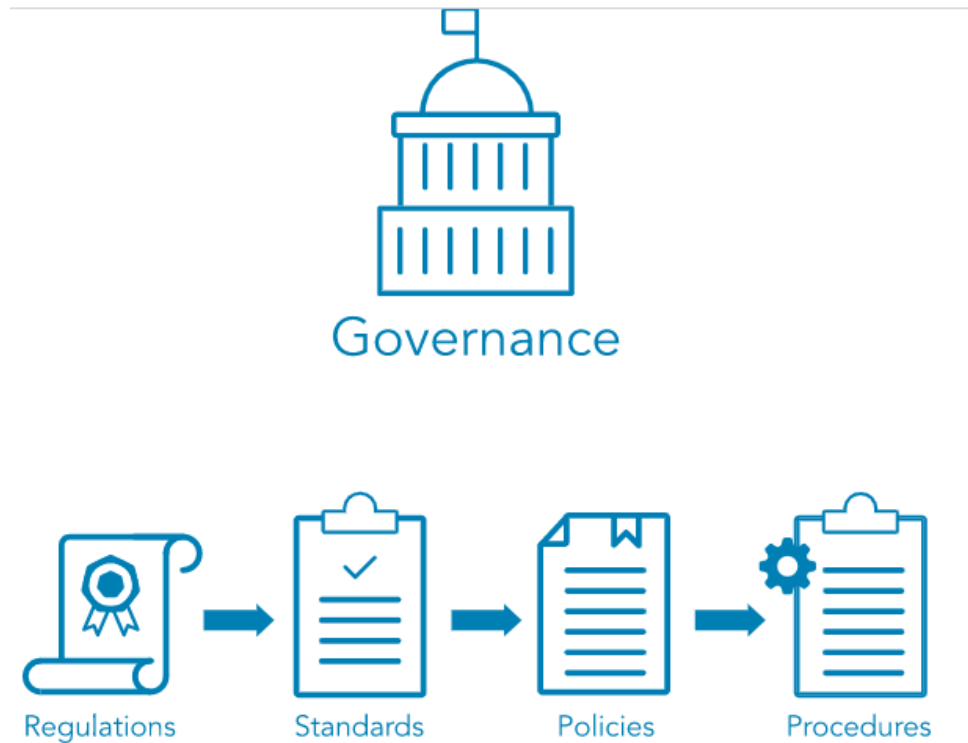 Governance
Regulations
Standards
Policies
Procedures